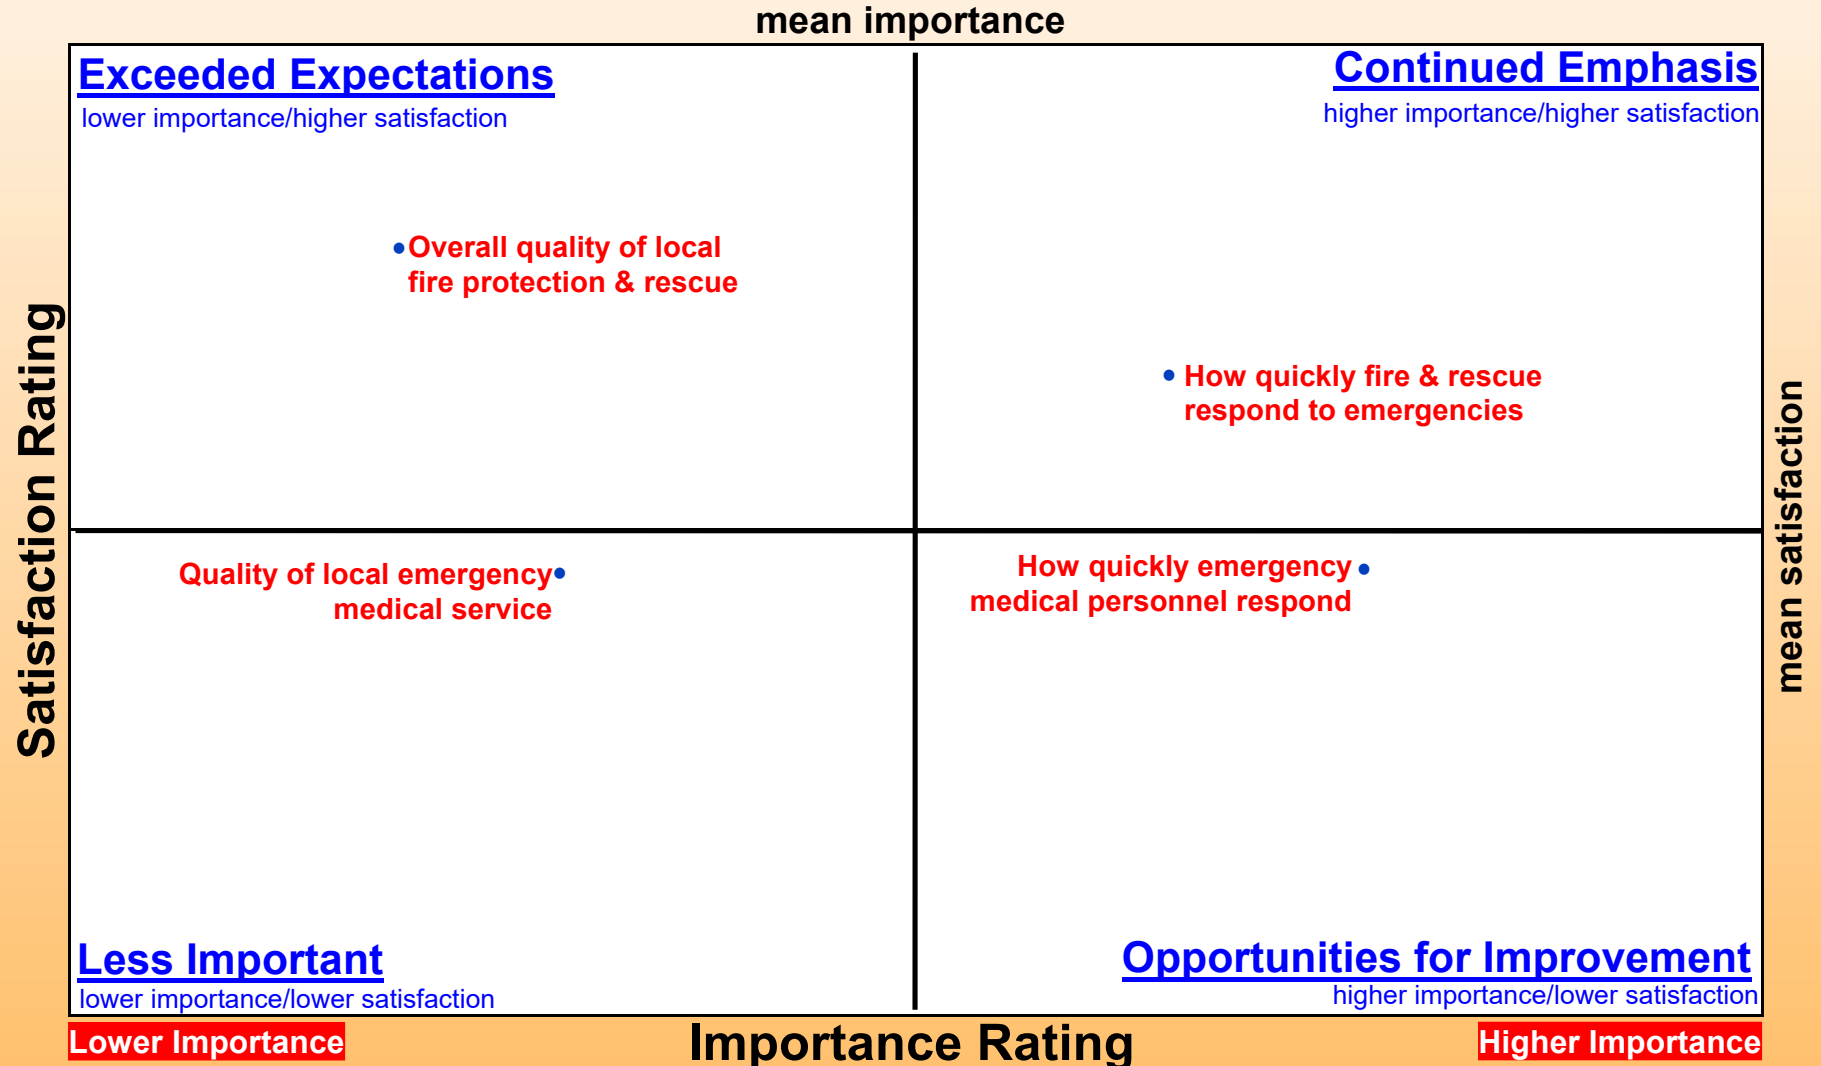 mean importance
Exceeded Expectations
lower importance/higher satisfaction
Continued Emphasis
higher importance/higher satisfaction
•Overall quality of local
fire protection & rescue
• How quickly fire & rescue
respond to emergencies
Satisfaction Rating
mean satisfaction
Quality of local emergency•
medical service
How quickly emergency •
medical personnel respond
Less Important
lower importance/lower satisfaction
Opportunities for Improvement
higher importance/lower satisfaction
Lower Importance
Importance Rating
Higher Importance